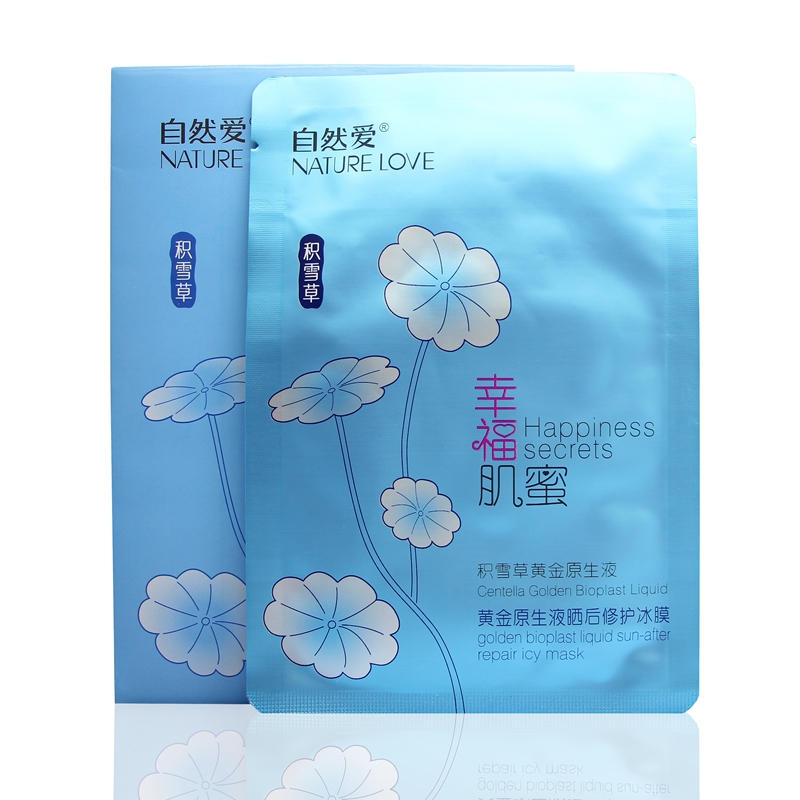 自然爱
NATURE
积雪草
自然爱®
NATURE LOVE
积雪草
幸福
Happiness
secrets
肌蜜
积雪草黄金原生液
Centella Golden Bioplast Liquid
黄金原生液晒后修护冰膜
golden bioplast liquid sun-after
repair icy mask